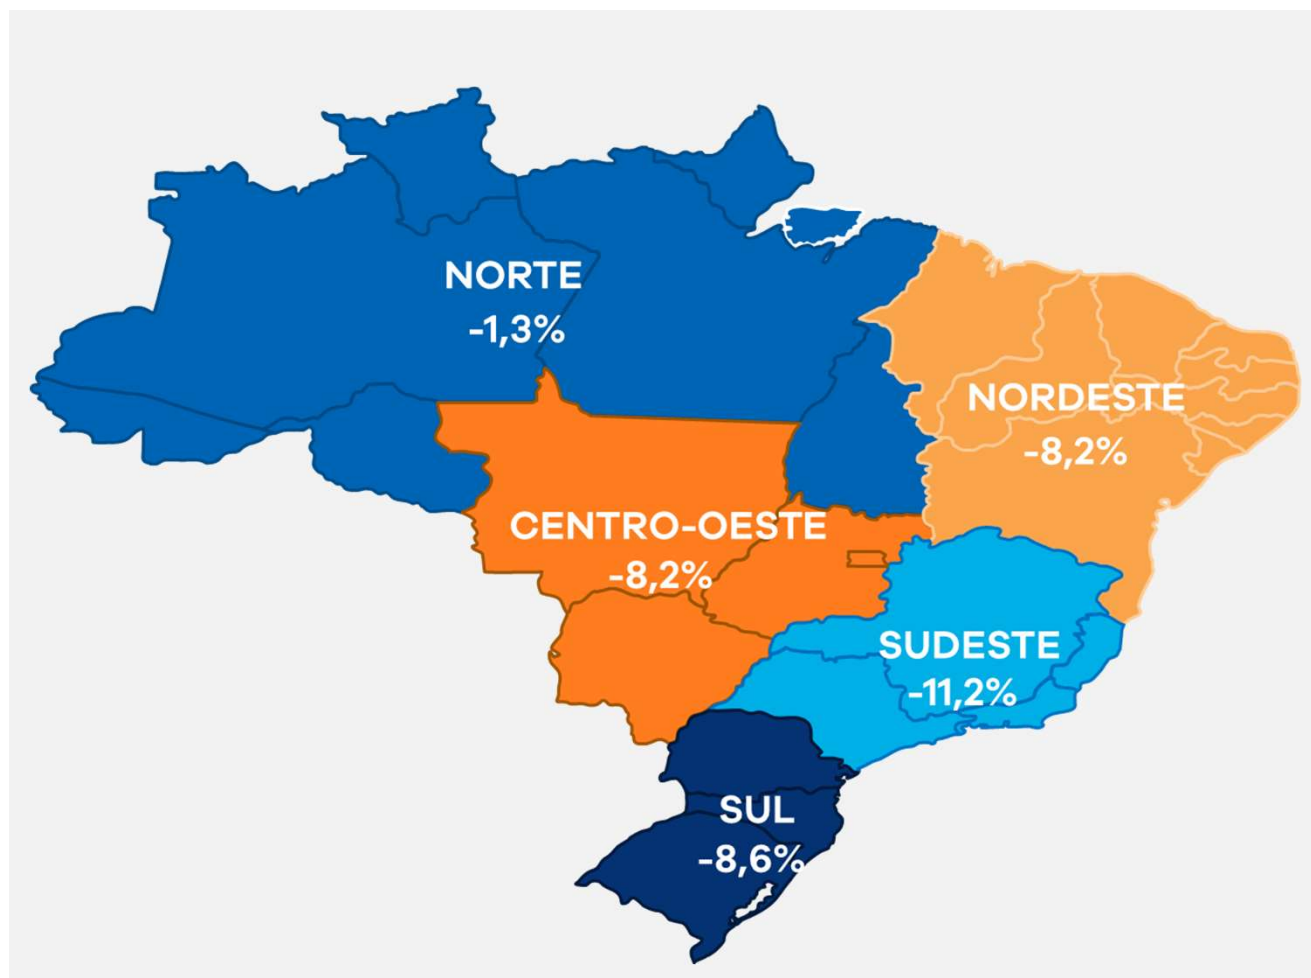 NORTE
-1,3%
NORDESTE
-8,2%
CENTRO-OESTE
-8,2%
SUDESTE
-11,2%
SUL
-8,6%